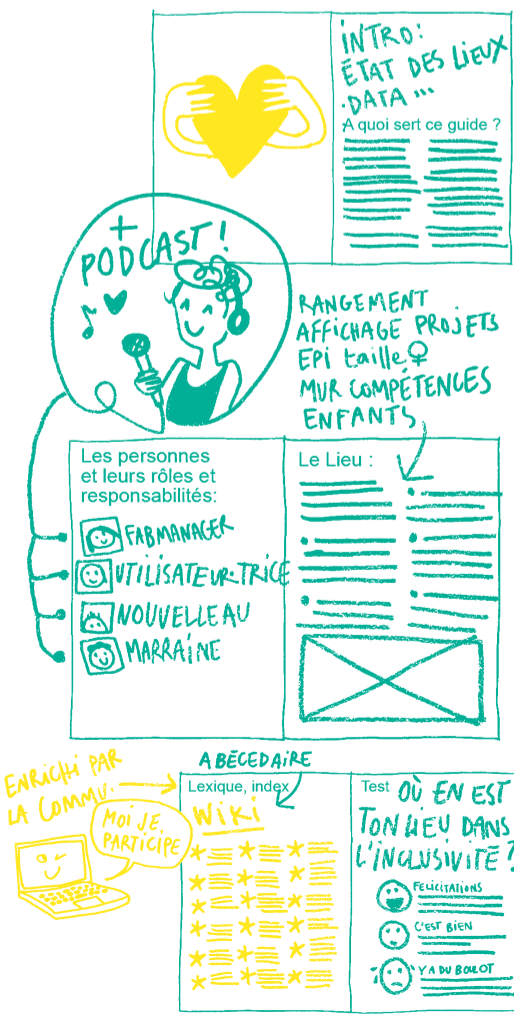 INTRO:
ÉTAT DES LIEUX
.DATA...
A quoi sert ce guide ?
+
PODCAST !
RANGEMENT
AFFICHAGE PROJETS
EPI taille ♀
MUR COMPÉTENCES
ENFANTS
Les personnes
et leurs rôles et
responsabilités:
FABMANAGER
UTILISATEUR.TRICE
NOUVELLEAU
MARRAINE
Le Lieu :
ABÉCEDAIRE
ENRICHI PAR
LA COMMU.
MOI JE
PARTICIPE
Lexique, index
WiKi
Test OÙ EN EST
TON LIEU DANS
L'INCLUSIVITÉ ?
FELICITATIONS
C'EST BIEN
Y A DU BOULOT